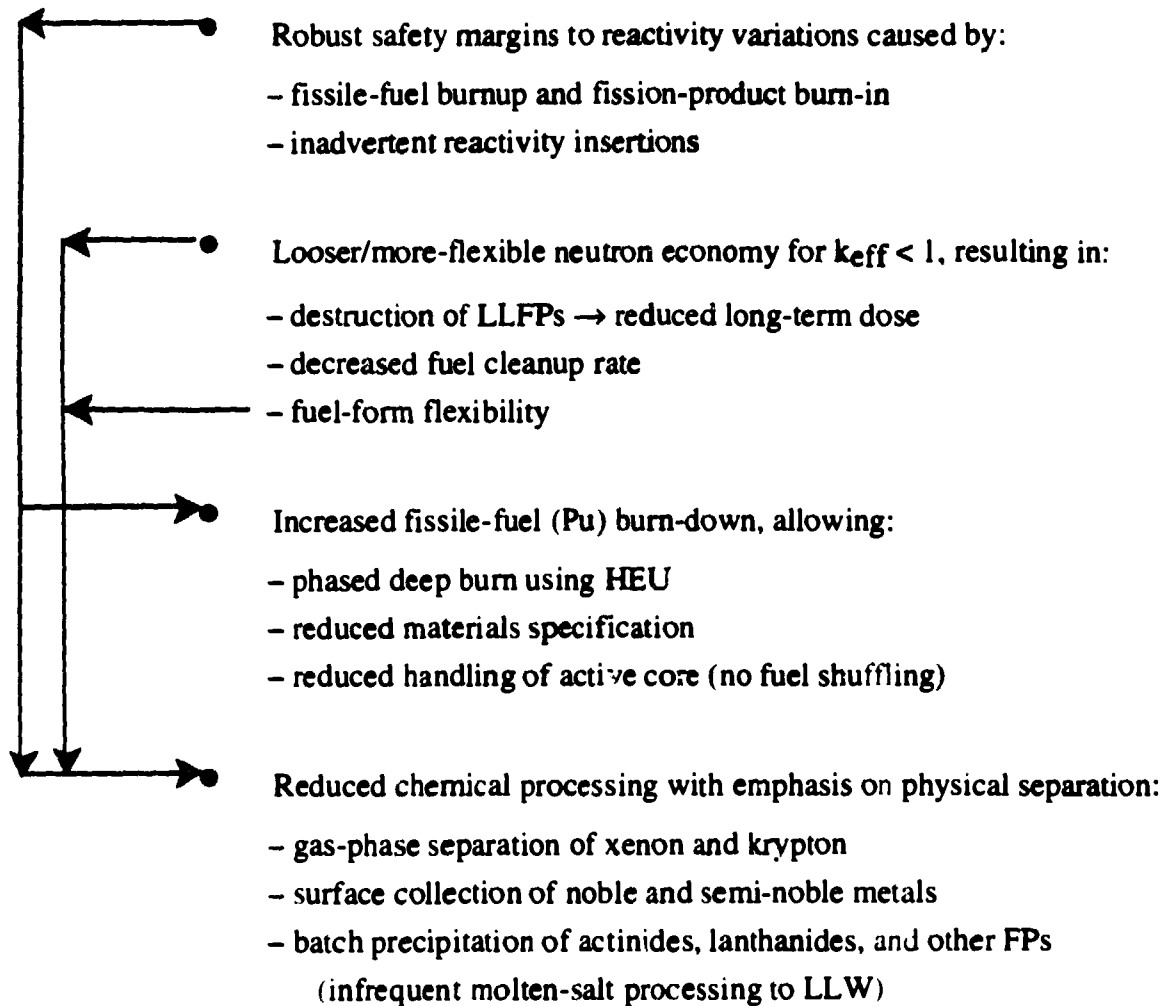 Robust safety margins to reactivity variations caused by:
– fissile-fuel burnup and fission-product burn-in
– inadvertent reactivity insertions
Looser/more-flexible neutron economy for keff < 1, resulting in:
– destruction of LLFPs → reduced long-term dose
– decreased fuel cleanup rate
– fuel-form flexibility
Increased fissile-fuel (Pu) burn-down, allowing:
– phased deep burn using HEU
– reduced materials specification
– reduced handling of active core (no fuel shuffling)
Reduced chemical processing with emphasis on physical separation:
– gas-phase separation of xenon and krypton
– surface collection of noble and semi-noble metals
– batch precipitation of actinides, lanthanides, and other FPs
(infrequent molten-salt processing to LLW)